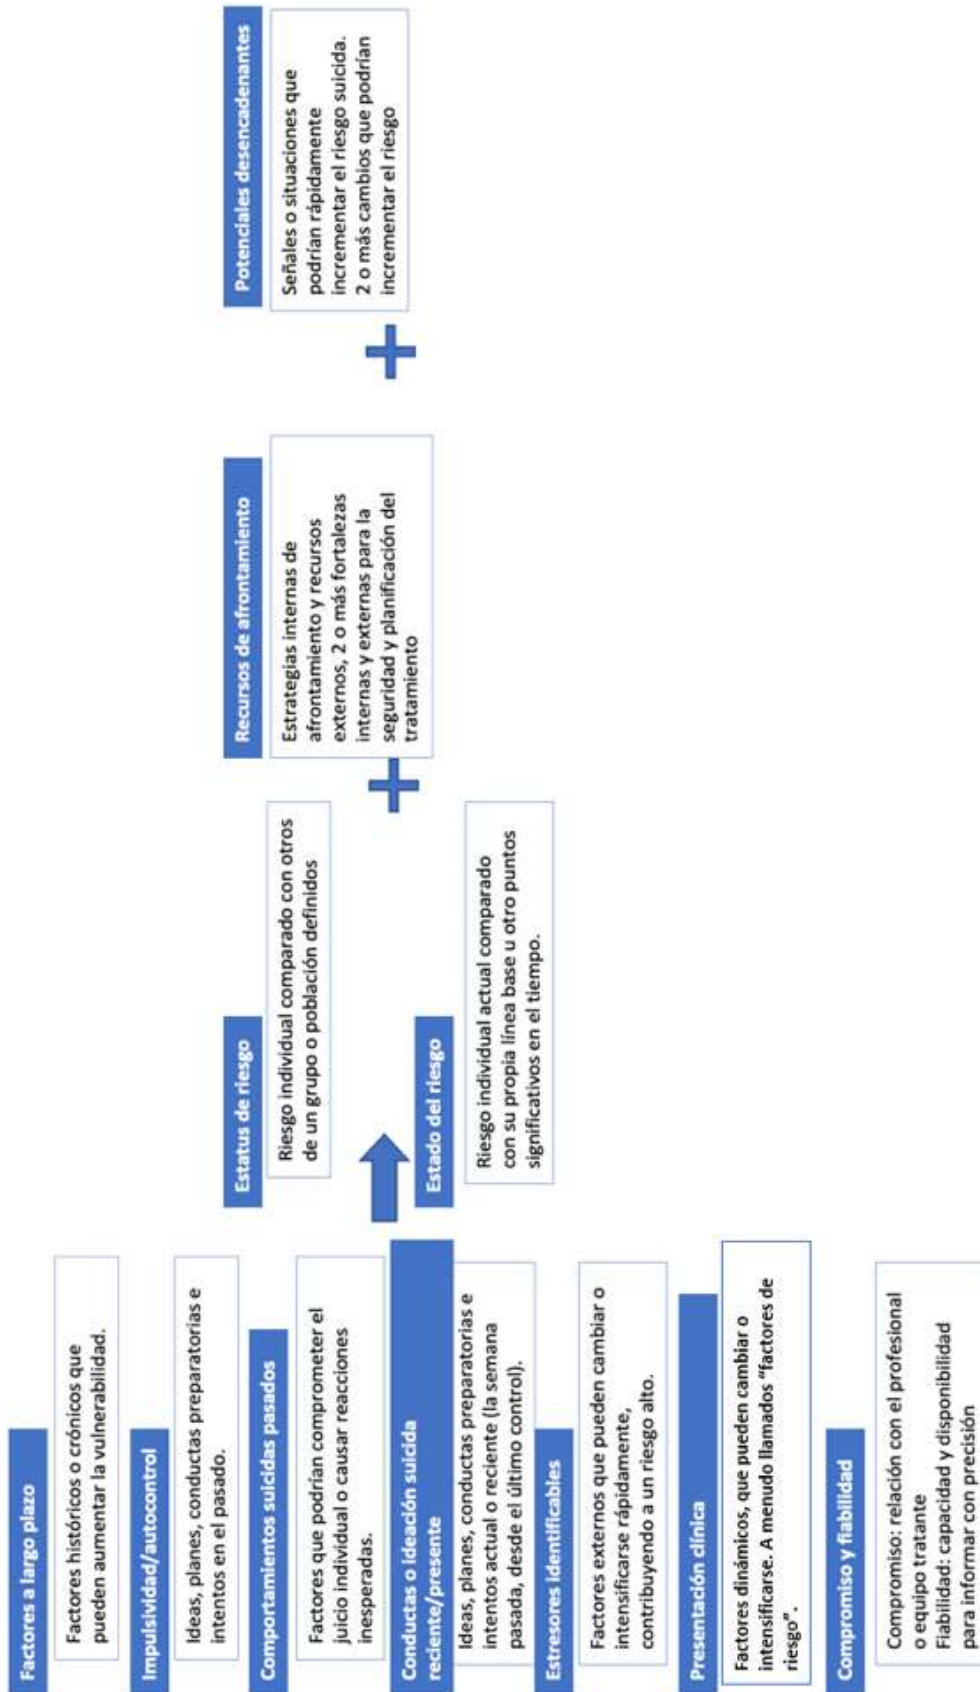 Factores a largo plazo
Factores históricos o crónicos que
pueden aumentar la vulnerabilidad.
Impulsividad/autocontrol
Ideas, planes, conductas preparatorias e
intentos en el pasado.
Comportamientos suicidas pasados
Factores que podrían comprometer el
juicio individual o causar reacciones
inesperadas.
Conductas o ideación suicida
reciente/presente
Ideas, planes, conductas preparatorias e
intentos actual o reciente (la semana
pasada, desde el último control).
Estresores identificables
Factores externos que pueden cambiar o
intensificarse rápidamente,
contribuyendo a un riesgo alto.
Presentación clínica
Factores dinámicos, que pueden cambiar o
intensificarse. A menudo llamados "factores de
riesgo".
Compromiso y fiabilidad
Compromiso: relación con el profesional
o equipo tratante
Fiabilidad: capacidad y disponibilidad
para informar con precisión
Estatus de riesgo
Riesgo individual comparado con otros
de un grupo o población definidos
Estado del riesgo
Riesgo individual actual comparado
con su propia línea base u otro puntos
significativos en el tiempo.
Recursos de afrontamiento
Estrategias internas de
afrontamiento y recursos
externos, 2 o más fortalezas
internas y externas para la
seguridad y planificación del
tratamiento
Potenciales desencadenantes
Señales o situaciones que
podrían rápidamente
incrementar el riesgo suicida.
2 o más cambios que podrían
incrementar el riesgo